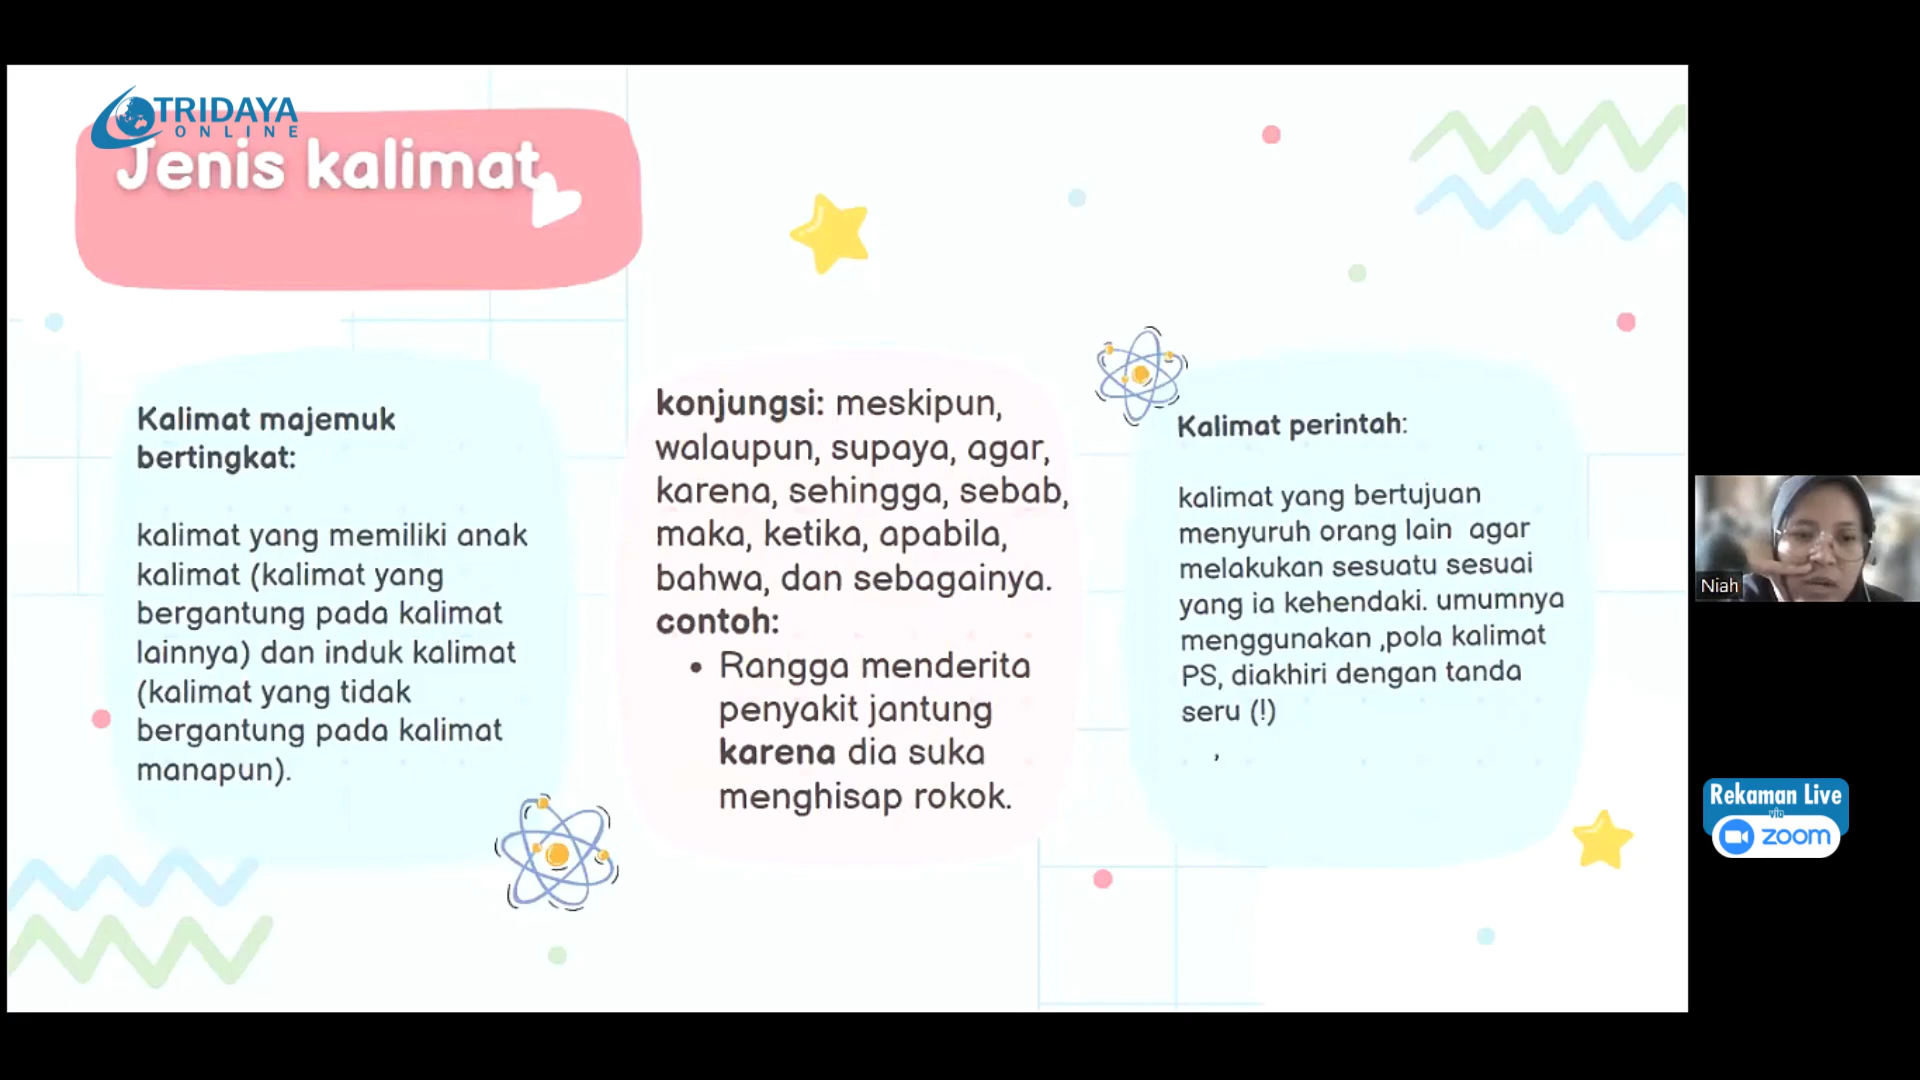 TRIDAYA
ONLINE
Jenis kalimat
Kalimat majemuk
bertingkat:
kalimat yang memiliki anak
kalimat (kalimat yang
bergantung pada kalimat
lainnya) dan induk kalimat
(kalimat yang tidak
bergantung pada kalimat
manapun).
konjungsi: meskipun,
walaupun, supaya, agar,
karena, sehingga, sebab,
maka, ketika, apabila,
bahwa, dan sebagainya.
contoh:
• Rangga menderita
penyakit jantung
karena dia suka
menghisap rokok.
Kalimat perintah:
kalimat yang bertujuan
menyuruh orang lain agar
melakukan sesuatu sesuai
yang ia kehendaki. umumnya
menggunakan ,pola kalimat
PS, diakhiri dengan tanda
seru (!)
,
Niah
Rekaman Live
via
zoom